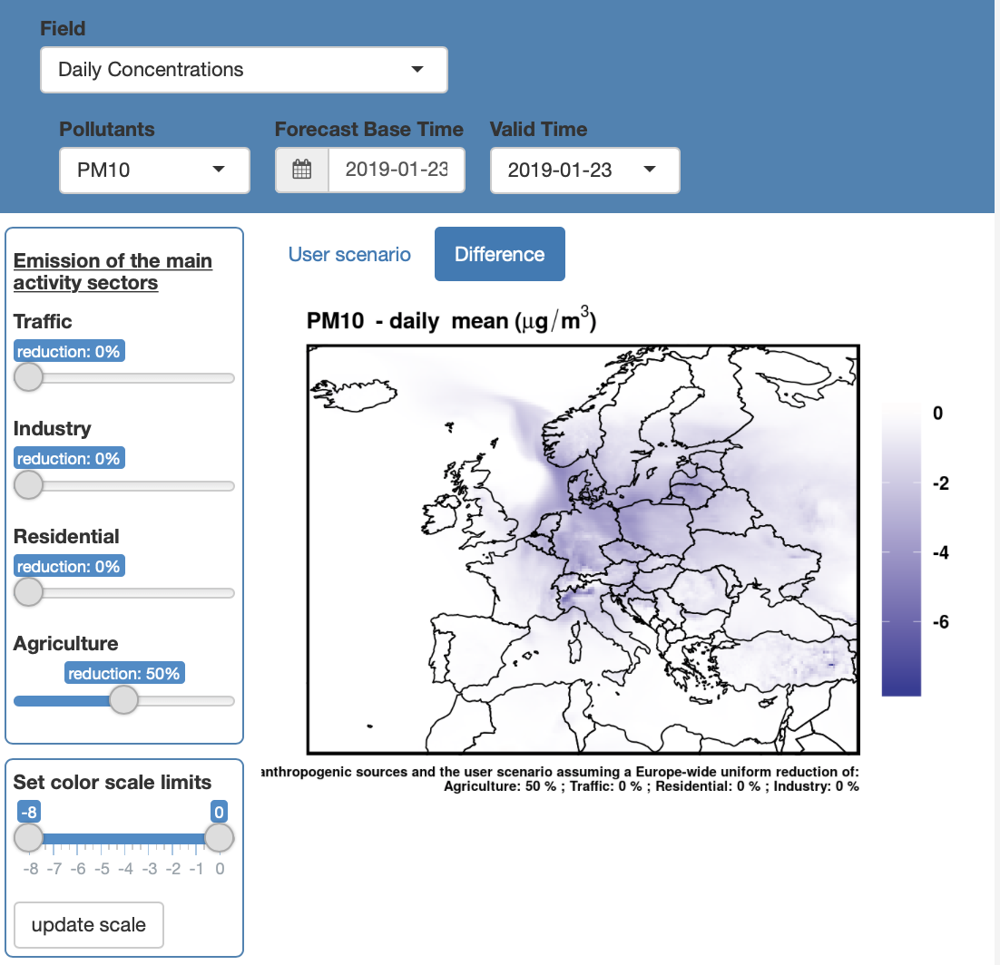 Field
Daily Concentrations
Pollutants
Forecast Base Time
Valid Time
PM10
2019-01-23
2019-01-23
Emission of the main
activity sectors
Traffic
reduction: 0%
Industry
reduction: 0%
Residential
reduction: 0%
Agriculture
reduction: 50%
Set color scale limits
-8
0
-8 -7 -6 -5 -4 -3 -2 -1 0
update scale
User scenario
Difference
PM10 - daily mean (μg/m³)
0
-2
-4
-6
anthropogenic sources and the user scenario assuming a Europe-wide uniform reduction of:
Agriculture: 50 % ; Traffic: 0 % ; Residential: 0 % ; Industry: 0 %